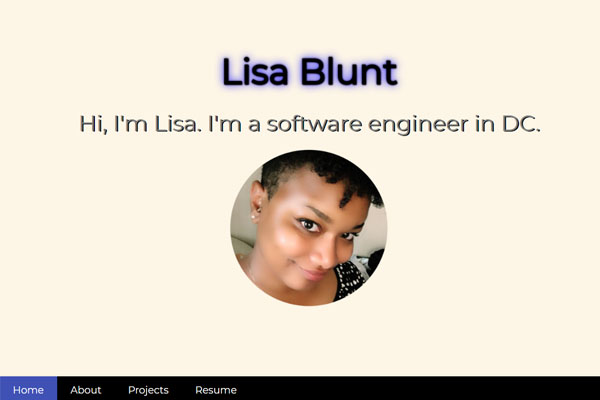 Lisa Blunt
Hi, I'm Lisa. I'm a software engineer in DC.
Home About Projects Resume